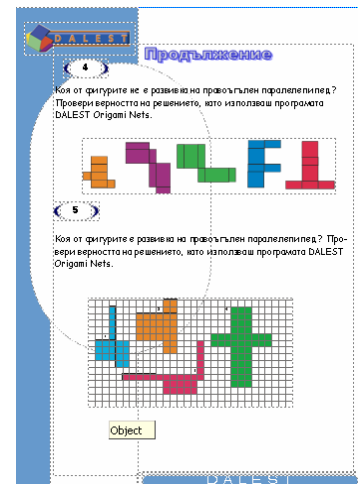 DALEST
Продължение
4
Коя от фигурите не е развивка на правоъгълен паралелепипед?
Провери верността на решението, като използваш програмата
DALEST Origami Nets.
5
Коя от фигурите е развивка на правоъгълен паралелепипед? Про-
вери верността на решението, като използваш програмата DALEST
Origami Nets.
Object
DALEST